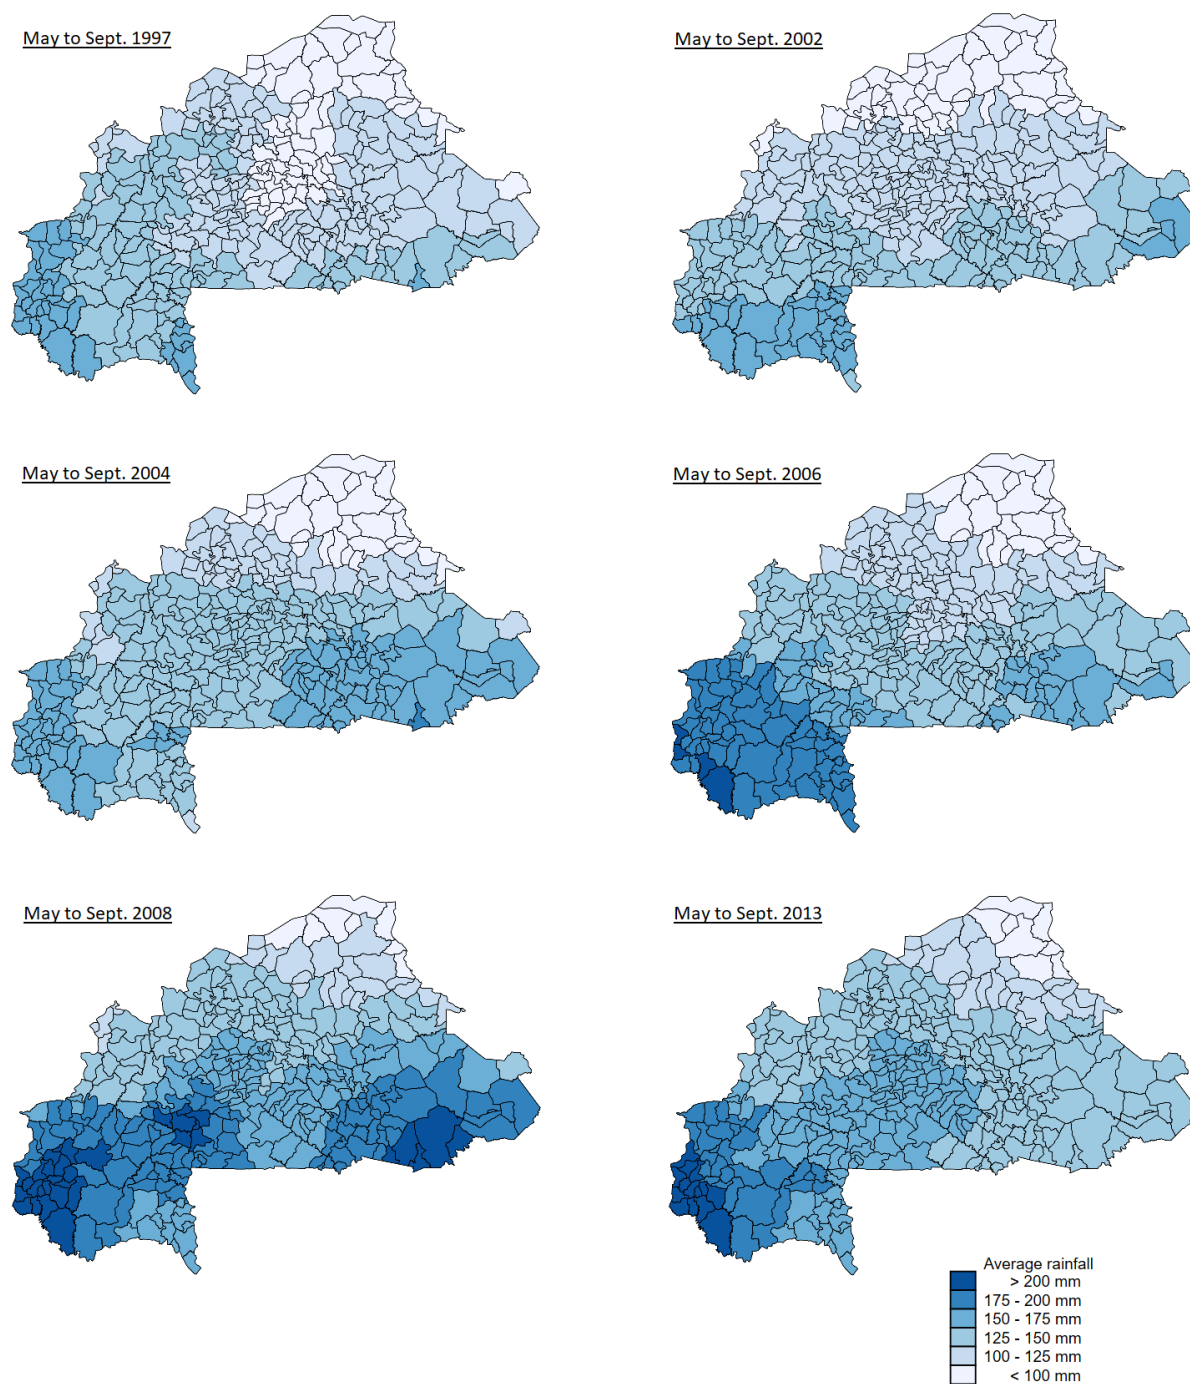 May to Sept. 1997
May to Sept. 2002
May to Sept. 2004
May to Sept. 2006
May to Sept. 2008
May to Sept. 2013
Average rainfall
> 200 mm
175 - 200 mm
150 - 175 mm
125 - 150 mm
100 - 125 mm
< 100 mm